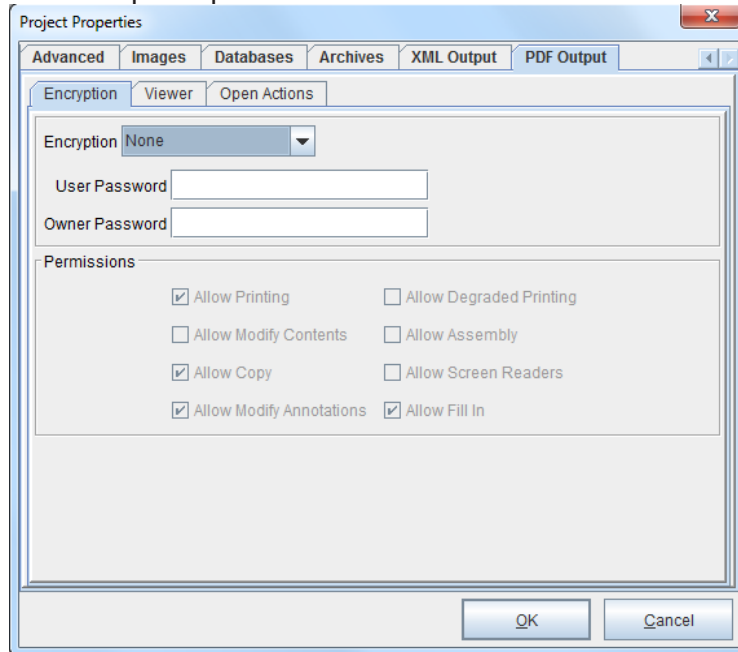 Project Properties
Advanced Images Databases Archives XML Output PDF Output
Encryption Viewer Open Actions
Encryption None
User Password
Owner Password
Permissions
Allow Printing Allow Degraded Printing
Allow Modify Contents Allow Assembly
Allow Copy Allow Screen Readers
Allow Modify Annotations Allow Fill In
OK Cancel